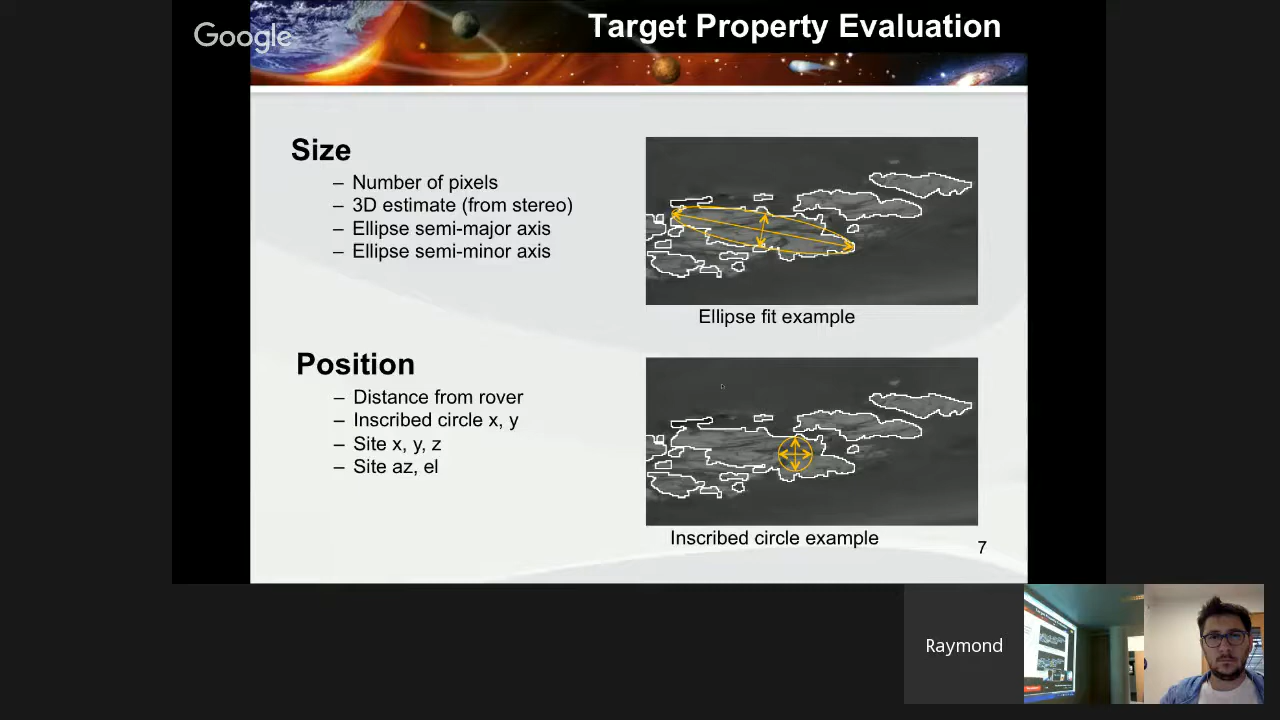 Google
Target Property Evaluation
Size
– Number of pixels
– 3D estimate (from stereo)
– Ellipse semi-major axis
– Ellipse semi-minor axis
Ellipse fit example
Position
– Distance from rover
– Inscribed circle x, y
– Site x, y, z
– Site az, el
Inscribed circle example
7
Raymond